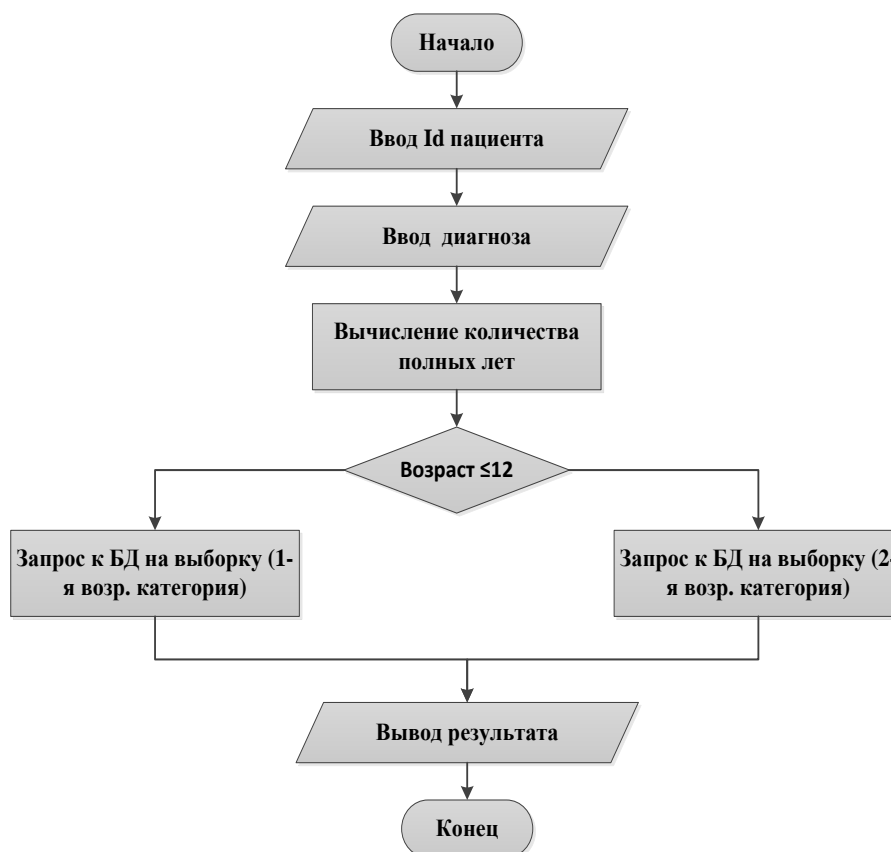 Начало
Ввод Id пациента
Ввод диагноза
Вычисление количества
полных лет
Возраст ≤12
Запрос к БД на выборку (1-
я возр. категория)
Запрос к БД на выборку (2-
я возр. категория)
Вывод результата
Конец